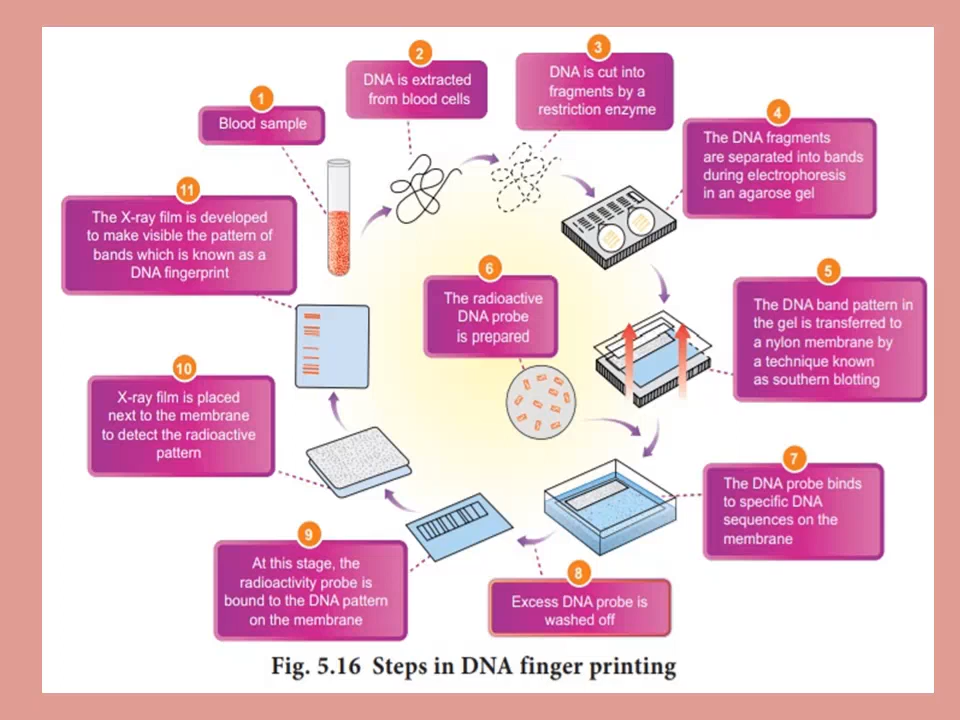 1
Blood sample
2
DNA is extracted
from blood cells
3
DNA is cut into
fragments by a
restriction enzyme
4
The DNA fragments
are separated into bands
during electrophoresis
in an agarose gel
5
The DNA band pattern in
the gel is transferred to
a nylon membrane by
a technique known
as southern blotting
6
The radioactive
DNA probe
is prepared
7
The DNA probe binds
to specific DNA
sequences on the
membrane
8
Excess DNA probe is
washed off
9
At this stage, the
radioactivity probe is
bound to the DNA pattern
on the membrane
10
X-ray film is placed
next to the membrane
to detect the radioactive
pattern
11
The X-ray film is developed
to make visible the pattern of
bands which is known as a
DNA fingerprint
Fig. 5.16 Steps in DNA finger printing